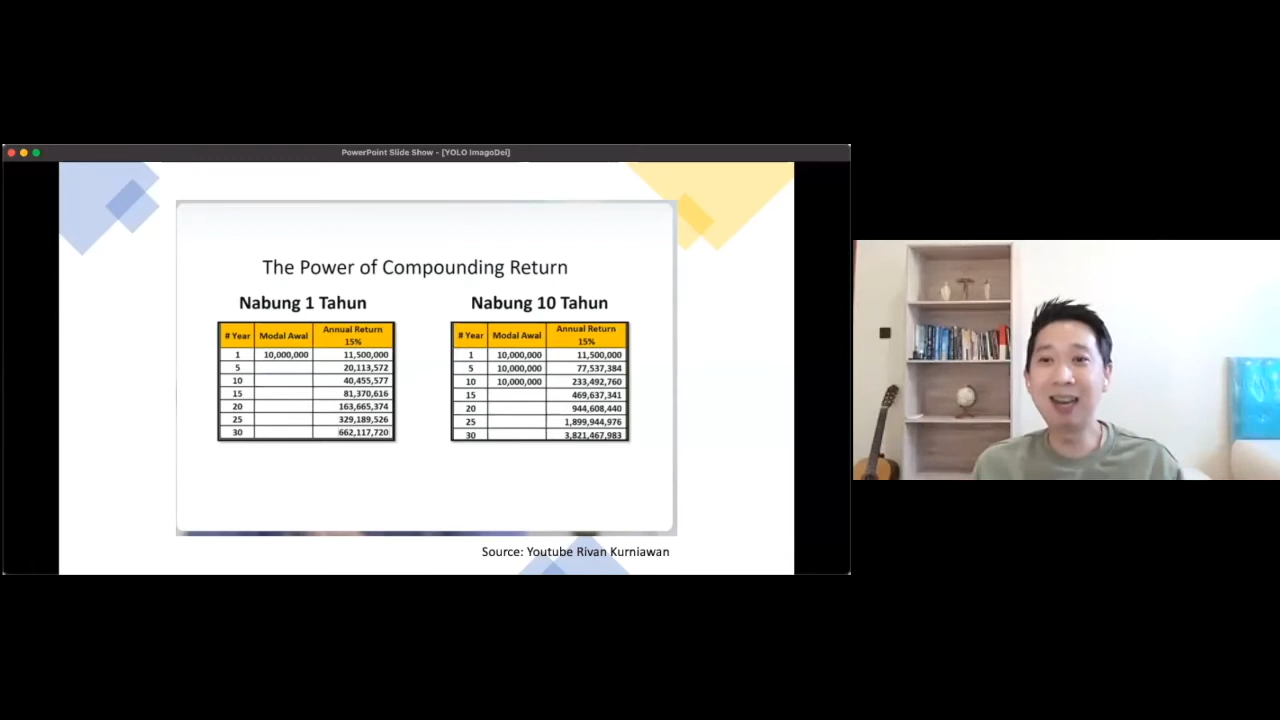 PowerPoint Slide Show - [YOLO ImagoDei]
The Power of Compounding Return
Nabung 1 Tahun
# Year Modal Awal Annual Return 15%
1 10,000,000 11,500,000
5 20,113,572
10 40,455,577
15 81,370,616
20 163,665,374
25 329,189,526
30 662,117,720
Nabung 10 Tahun
# Year Modal Awal Annual Return 15%
1 10,000,000 11,500,000
5 10,000,000 77,537,384
10 10,000,000 233,492,760
15 469,637,341
20 944,608,440
25 1,899,944,976
30 3,821,467,983
Source: Youtube Rivan Kurniawan